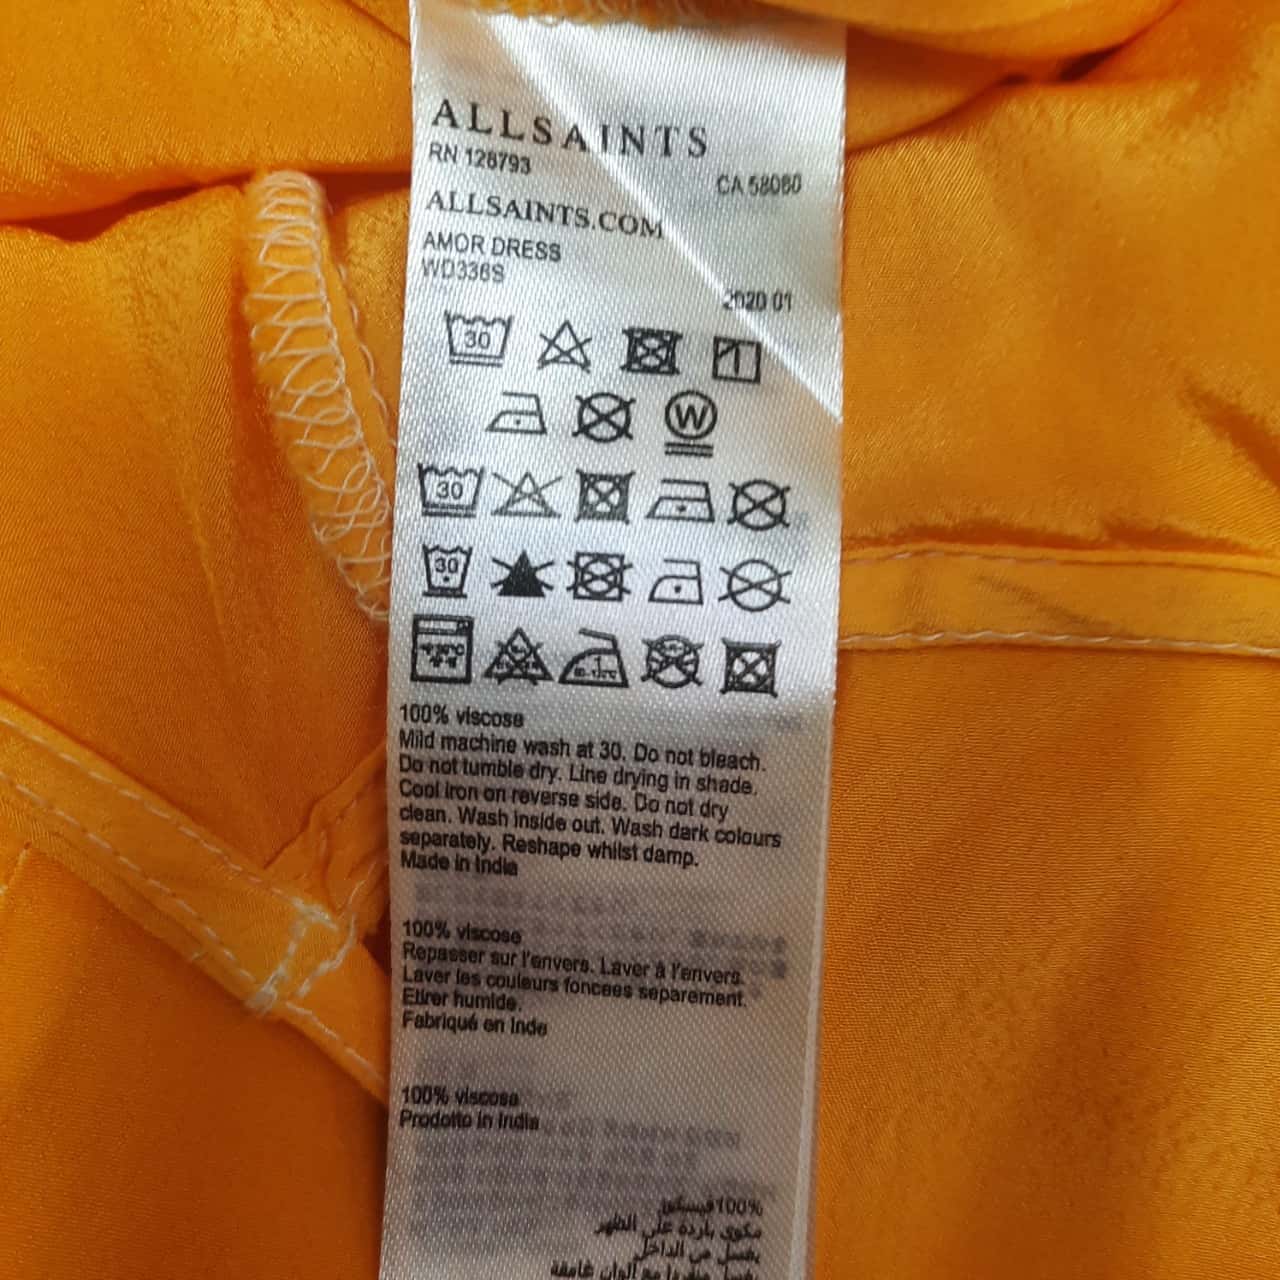 ALLSAINTS
RN 128793
CA 58060
ALLSAINTS.COM
AMOR DRESS
WD336S
2020 01
30
W
30
30
100% viscose
Mild machine wash at 30. Do not bleach.
Do not tumble dry. Line drying in shade.
Cool iron on reverse side. Do not dry
clean. Wash inside out. Wash dark colours
separately. Reshape whilst damp.
Made in India
100% viscose
Repasser sur l'envers. Laver à l'envers.
Laver les couleurs foncees separement.
Etirer humide.
Fabriqué en Inde
100% viscosa
Prodotto in India
100% فيسكوز
مكوى باردة على الظهر
يغسل من الداخل